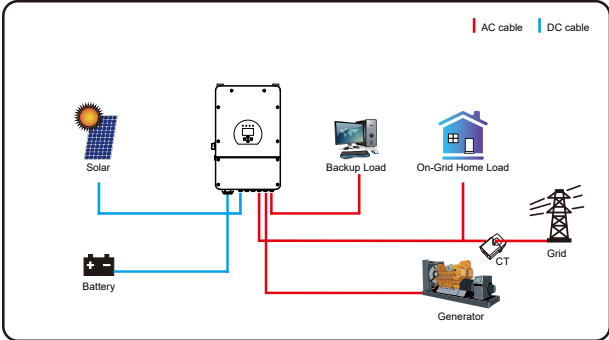 AC cable
DC cable
Solar
Backup Load
On-Grid Home Load
CT
Grid
Battery
Generator